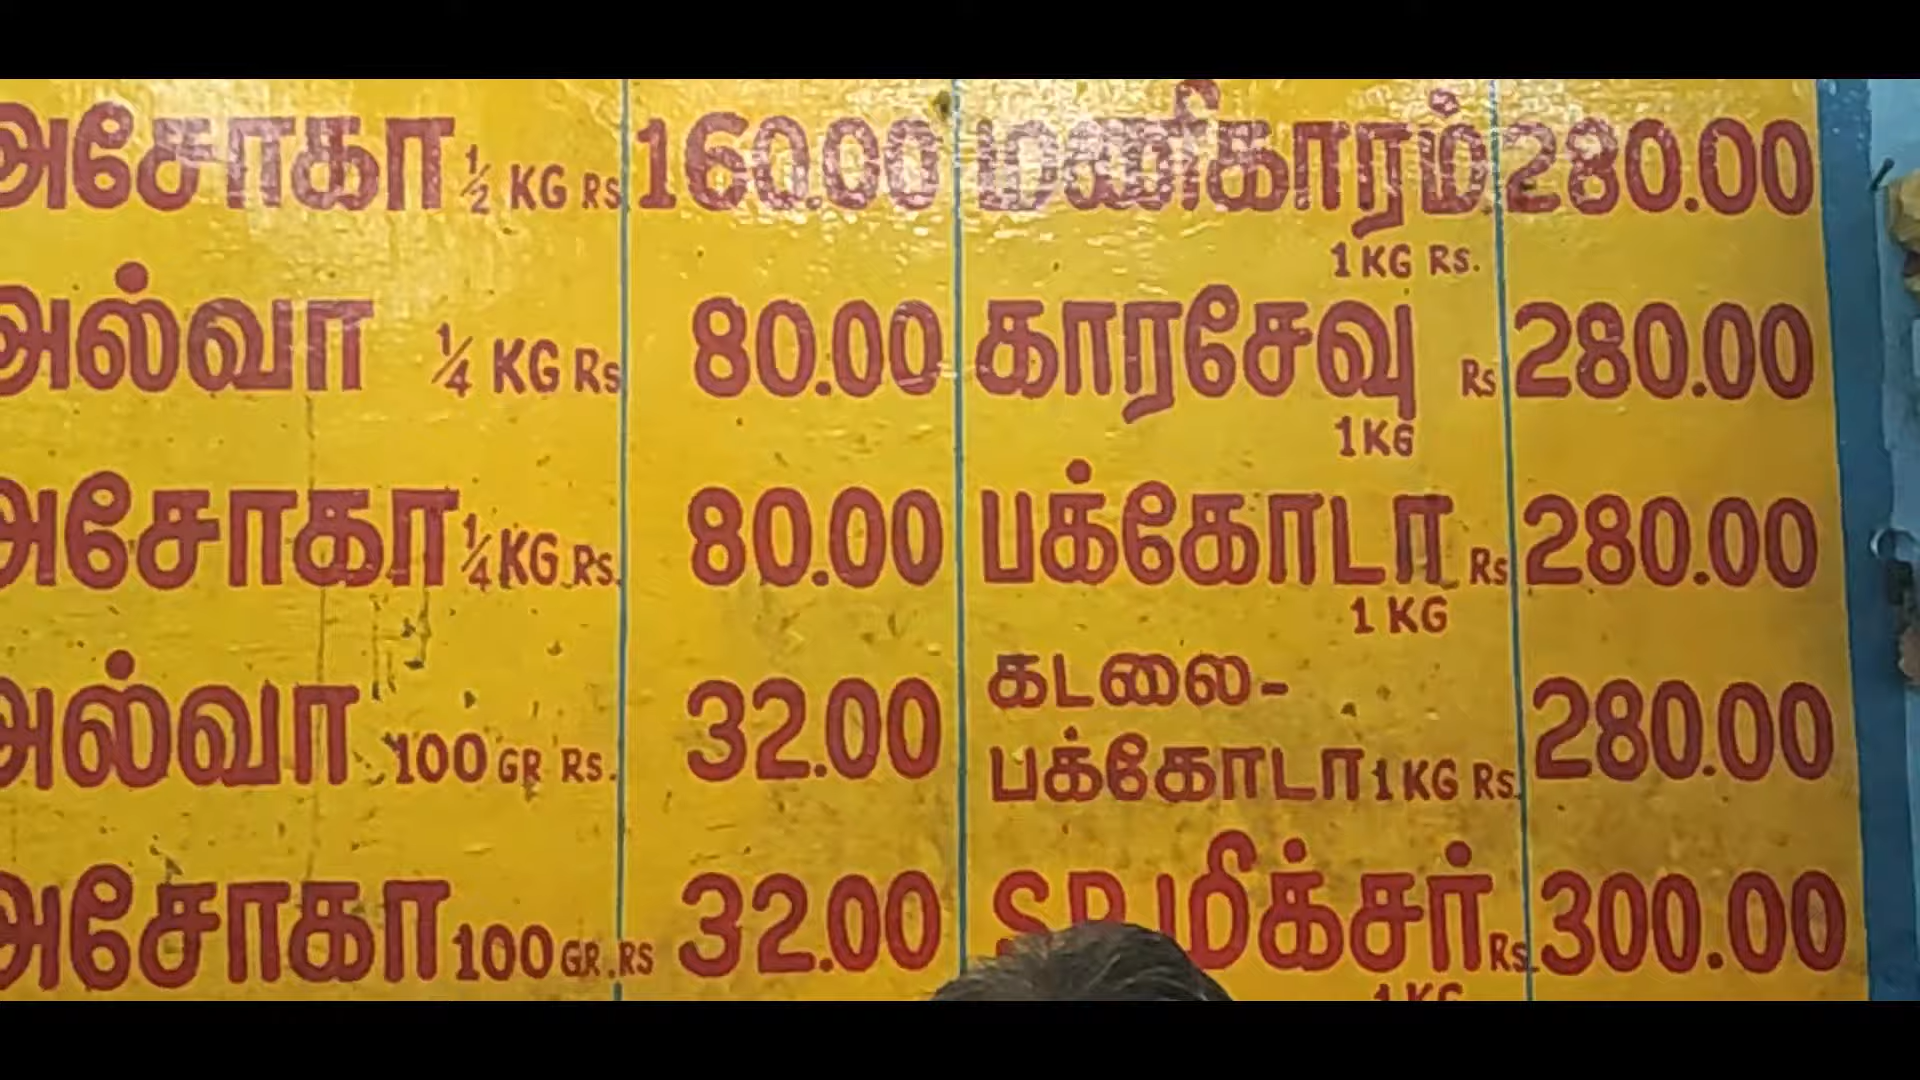 அசோகா ½ KG RS 160.00
அல்வா ¼ KG Rs 80.00
அசோகா ¼ KG Rs. 80.00
அல்வா 100 GR RS. 32.00
அசோகா 100 GR. RS 32.00
மணிகாரம் 280.00
1 KG Rs.
காரசேவு Rs 280.00
1 KG
பக்கோடா Rs 280.00
1 KG
கடலை-
பக்கோடா 1 KG Rs. 280.00
மிக்சர் Rs. 300.00
1 KG